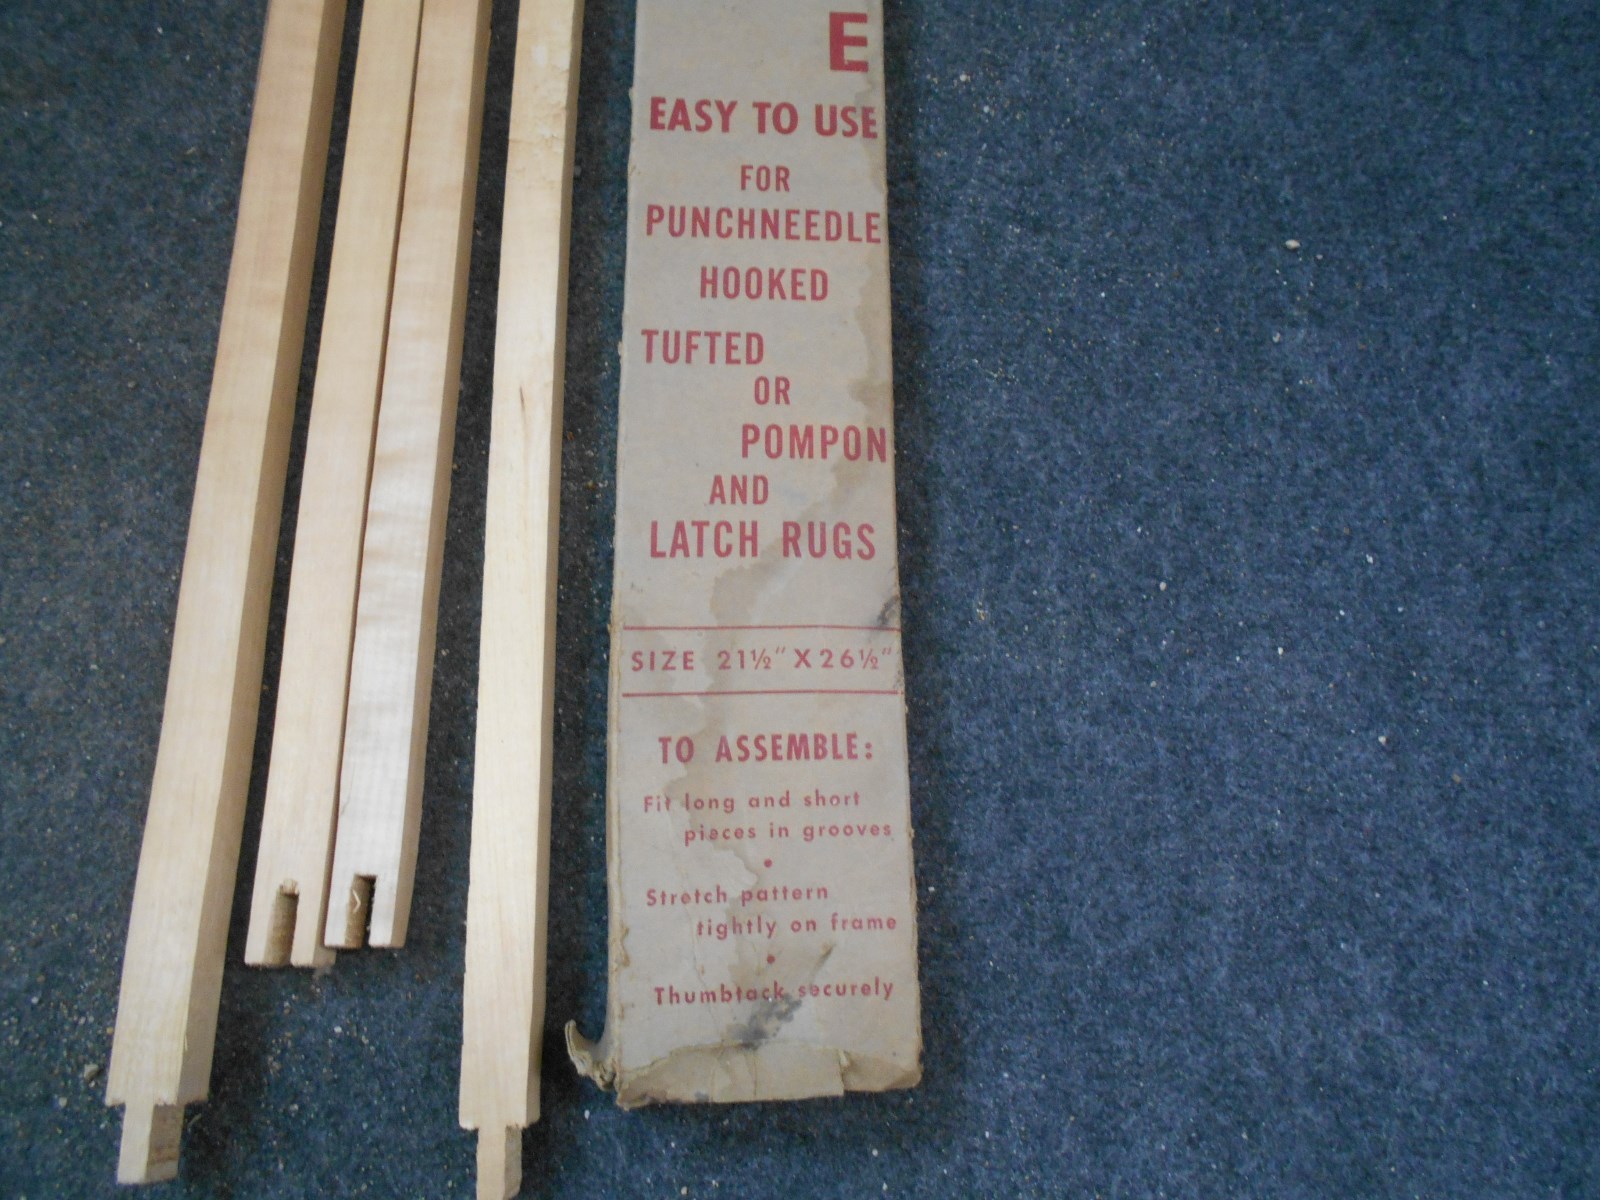 E
EASY TO USE
FOR
PUNCHNEEDLE
HOOKED
TUFTED
OR
POMPON
AND
LATCH RUGS
SIZE 21½" X 26½"
TO ASSEMBLE:
Fit long and short
pieces in grooves
•
Stretch pattern
tightly on frame
•
Thumbtack securely